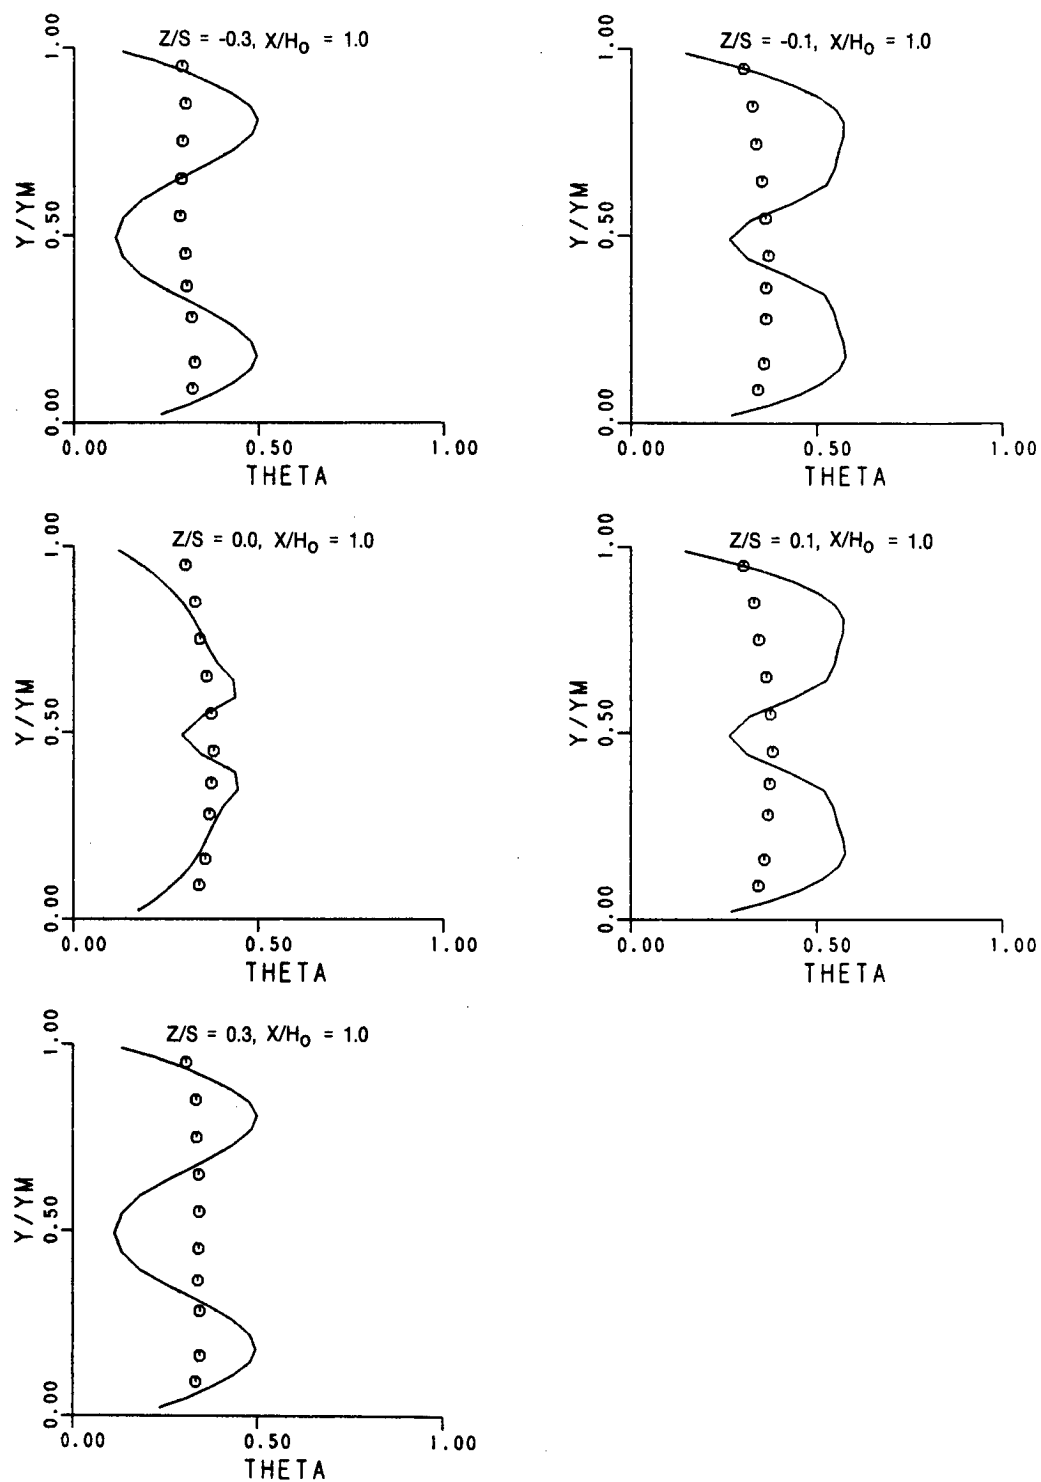 Z/S = -0.3, X/H₀ = 1.0
1.00
0.50
0.00
Y/YM
0.00 0.50 1.00
THETA
Z/S = -0.1, X/H₀ = 1.0
1.00
0.50
0.00
Y/YM
0.00 0.50 1.00
THETA
Z/S = 0.0, X/H₀ = 1.0
1.00
0.50
0.00
Y/YM
0.00 0.50 1.00
THETA
Z/S = 0.1, X/H₀ = 1.0
1.00
0.50
0.00
Y/YM
0.00 0.50 1.00
THETA
Z/S = 0.3, X/H₀ = 1.0
1.00
0.50
0.00
Y/YM
0.00 0.50 1.00
THETA